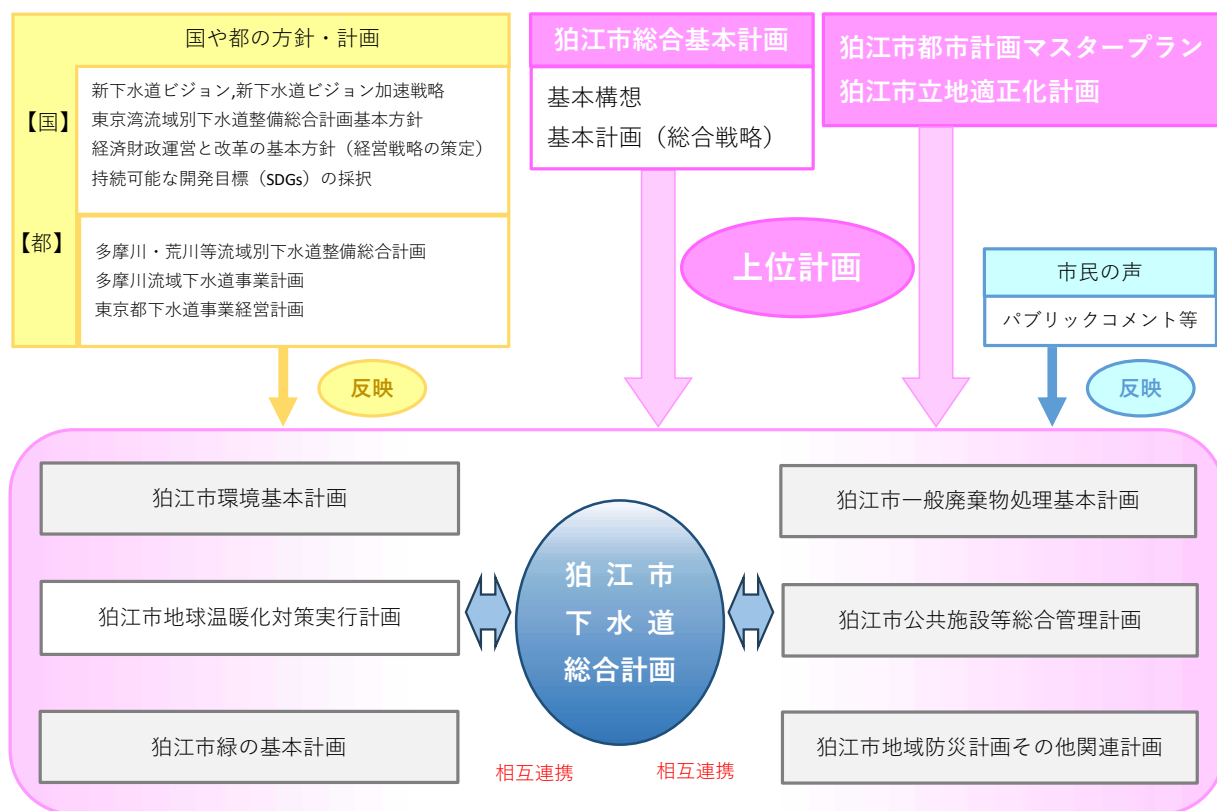 国や都の方針・計画
【国】
新下水道ビジョン,新下水道ビジョン加速戦略
東京湾流域別下水道整備総合計画基本方針
経済財政運営と改革の基本方針（経営戦略の策定）
持続可能な開発目標（SDGs）の採択
【都】
多摩川・荒川等流域別下水道整備総合計画
多摩川流域下水道事業計画
東京都下水道事業経営計画
反映
狛江市総合基本計画
基本構想
基本計画（総合戦略）
狛江市都市計画マスタープラン
狛江市立地適正化計画
上位計画
市民の声
パブリックコメント等
反映
狛江市環境基本計画
狛江市地球温暖化対策実行計画
狛江市緑の基本計画
狛江市
下水道
総合計画
相互連携
相互連携
狛江市一般廃棄物処理基本計画
狛江市公共施設等総合管理計画
狛江市地域防災計画その他関連計画